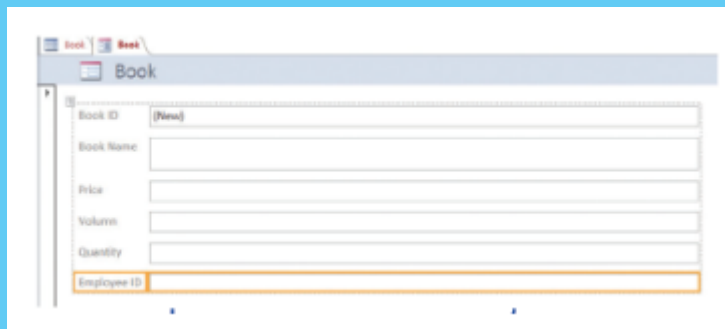 Book Book
Book
Book ID (New)
Book Name
Price
Volumn
Quantity
Employee ID